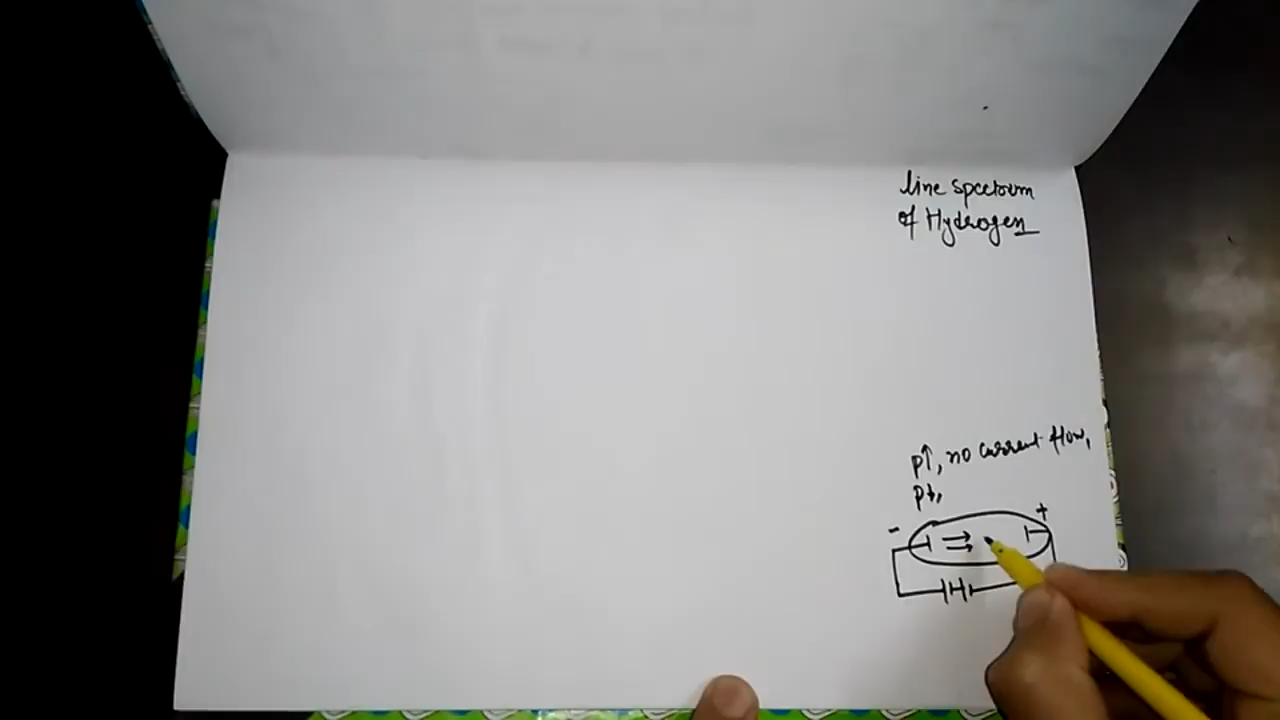 line spectrum
of Hydrogen
P↑, no current flow,
P↓,
- +